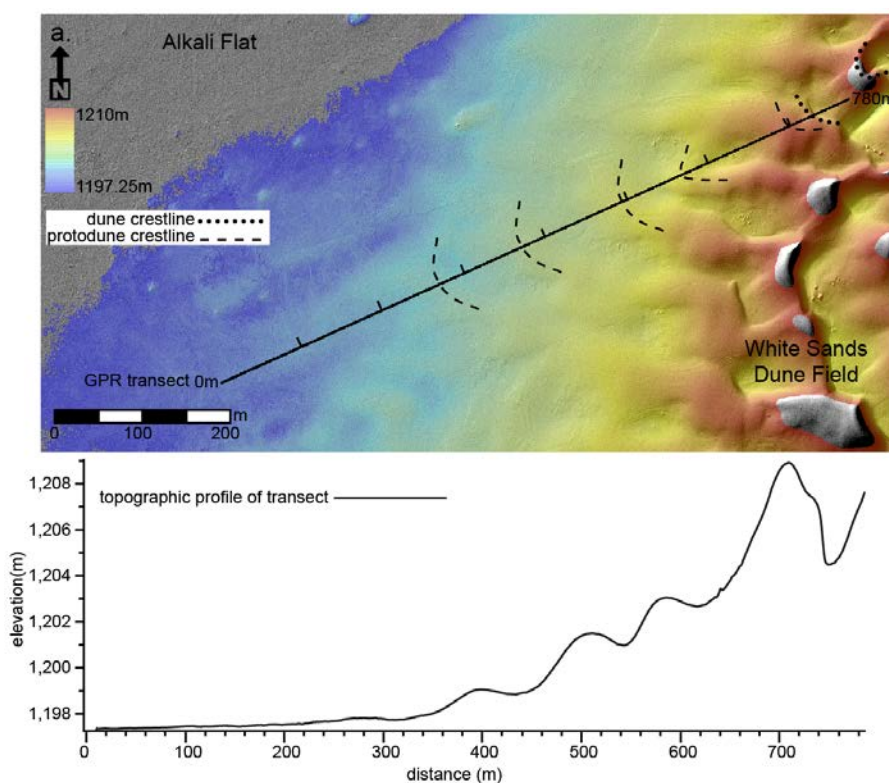 a.
Alkali Flat
N
1210m
1197.25m
dune crestline
protodune crestline
780m
GPR transect 0m
White Sands
Dune Field
m
0 100 200
1,208
topographic profile of transect
1,206
1,204
1,202
1,200
1,198
elevation(m)
0 100 200 300 400 500 600 700
distance (m)